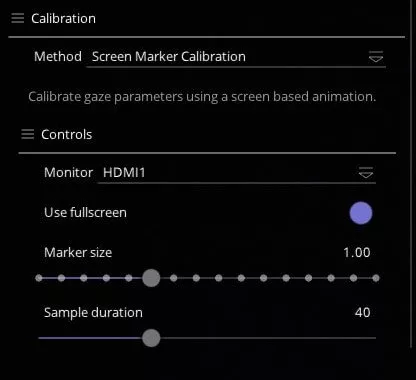 Calibration
Method Screen Marker Calibration
Calibrate gaze parameters using a screen based animation.
Controls
Monitor HDMI1
Use fullscreen
Marker size 1.00
Sample duration 40